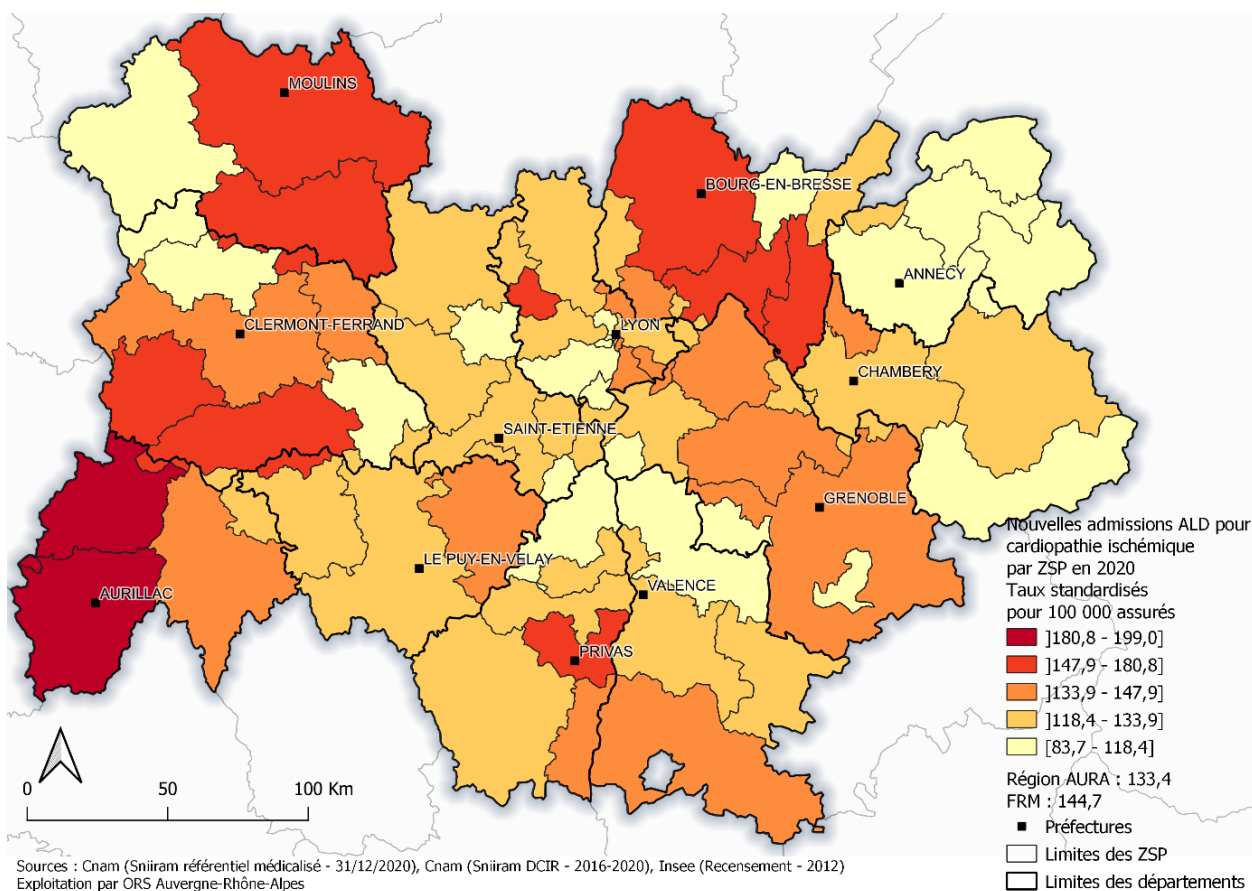 MOULINS
BOURG-EN-BRESSE
ANNECY
CLERMONT-FERRAND
LYON
CHAMBERY
SAINT-ETIENNE
GRENOBLE
LE PUY-EN-VELAY
VALENCE
AURILLAC
PRIVAS
Nouvelles admissions ALD pour
cardiopathie ischémique
par ZSP en 2020
Taux standardisés
pour 100 000 assurés
]180,8 - 199,0]
]147,9 - 180,8]
]133,9 - 147,9]
]118,4 - 133,9]
[83,7 - 118,4]
Région AURA : 133,4
FRM : 144,7
Préfectures
Limites des ZSP
Limites des départements
0 50 100 Km
Sources : Cnam (Sniiram référentiel médicalisé - 31/12/2020), Cnam (Sniiram DCIR - 2016-2020), Insee (Recensement - 2012)
Exploitation par ORS Auvergne-Rhône-Alpes